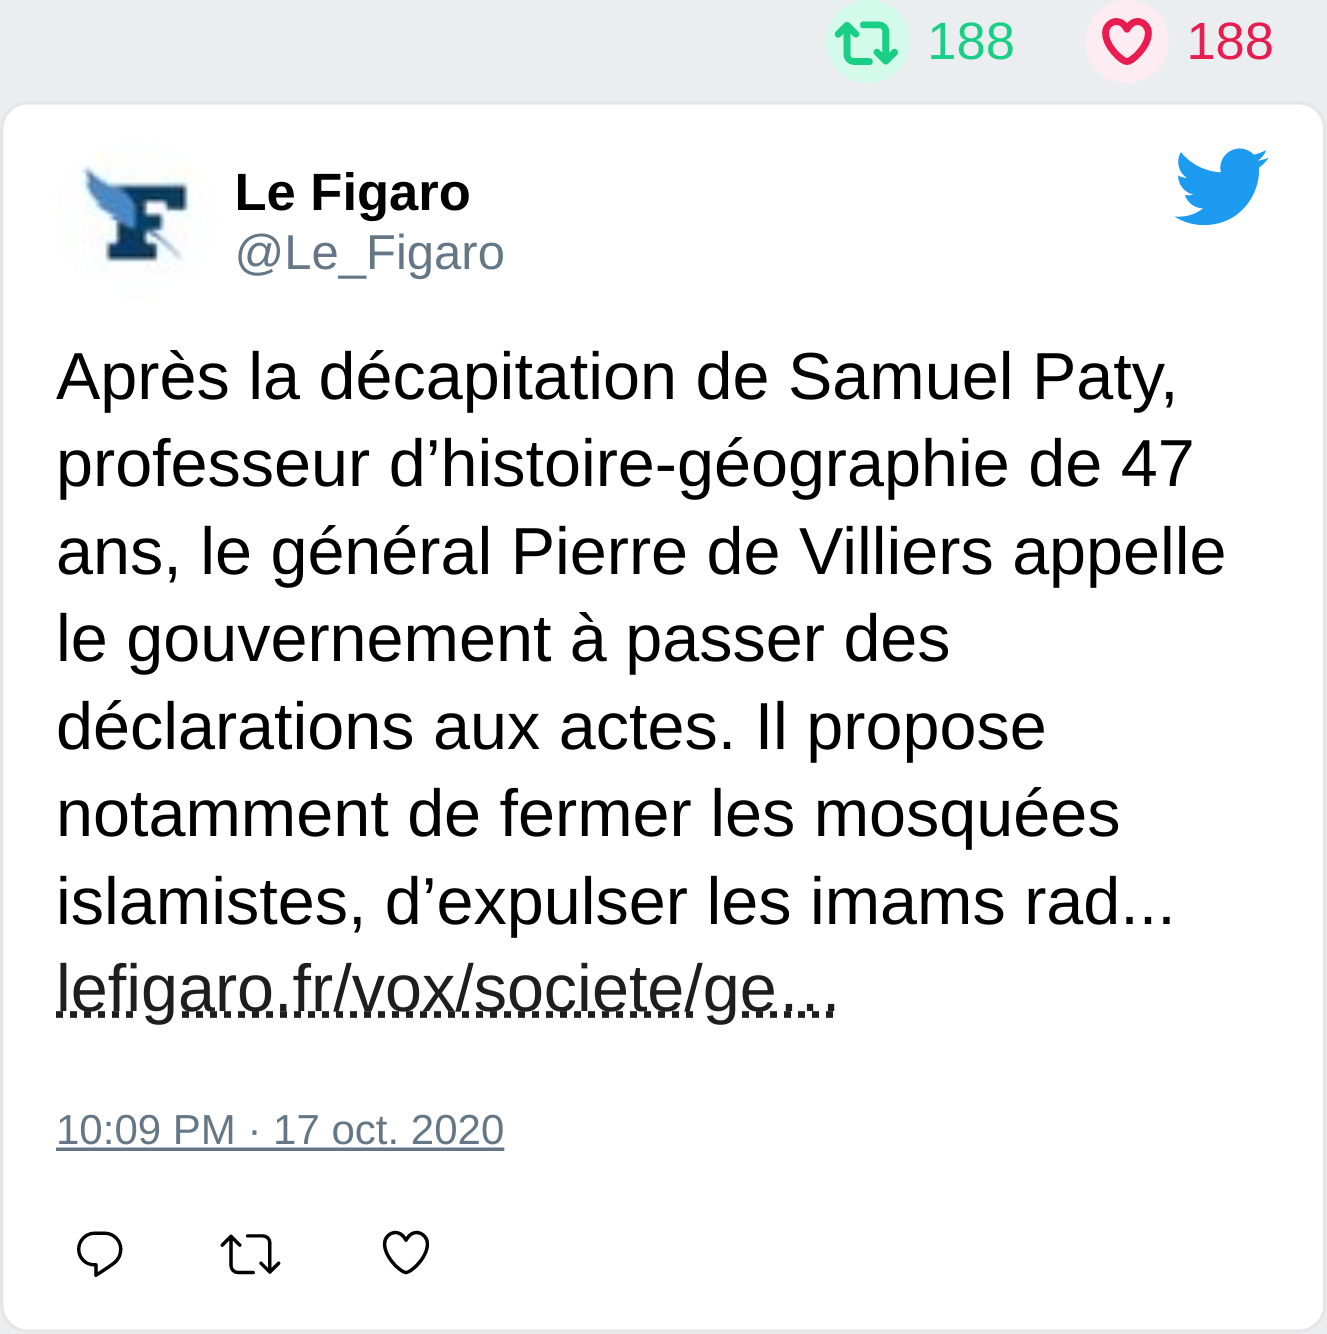 188 188
Le Figaro
@Le_Figaro
Après la décapitation de Samuel Paty,
professeur d’histoire-géographie de 47
ans, le général Pierre de Villiers appelle
le gouvernement à passer des
déclarations aux actes. Il propose
notamment de fermer les mosquées
islamistes, d’expulser les imams rad...
lefigaro.fr/vox/societe/ge...
10:09 PM · 17 oct. 2020